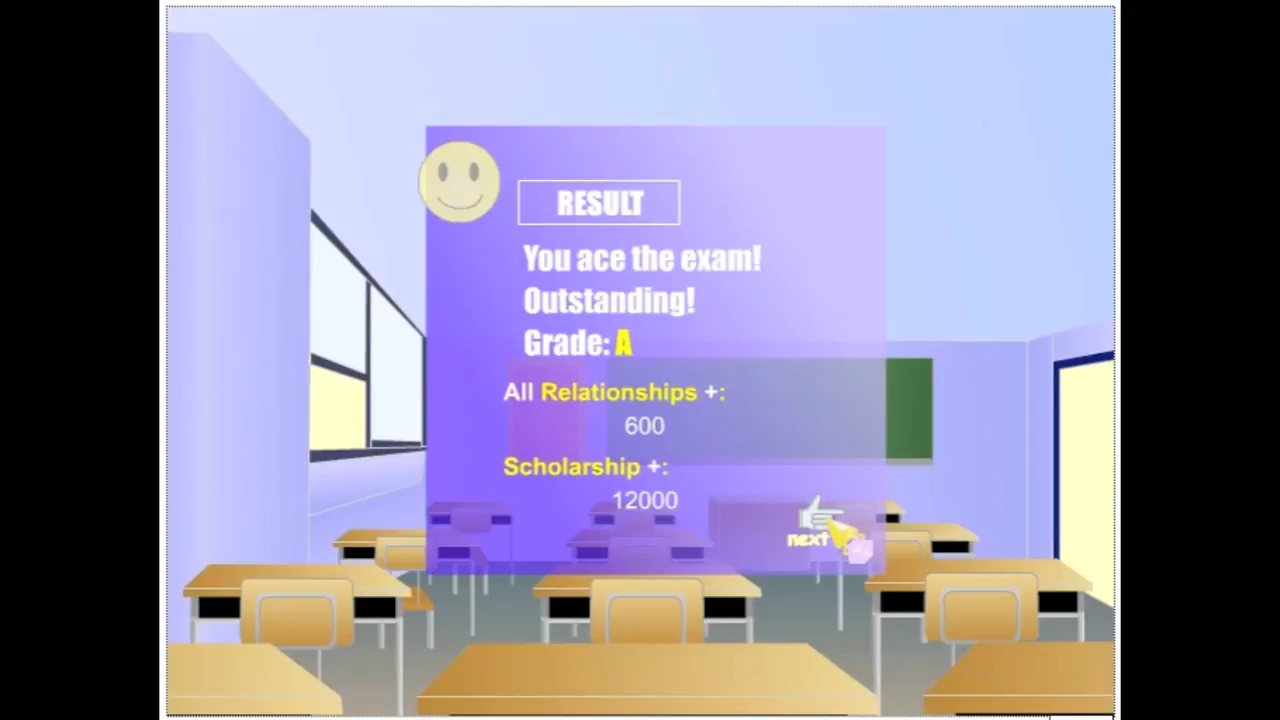 RESULT
You ace the exam!
Outstanding!
Grade: A
All Relationships +:
600
Scholarship +:
12000
next